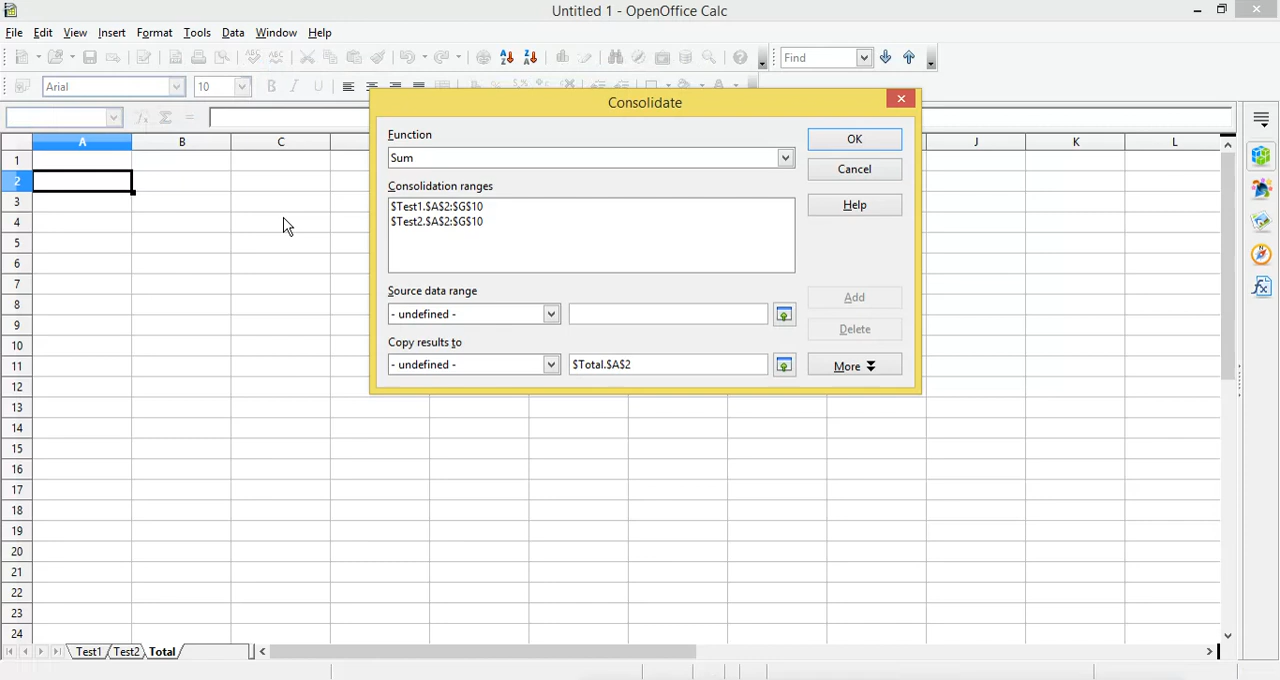 Untitled 1 - OpenOffice Calc
File Edit View Insert Format Tools Data Window Help
Find
Arial 10
Consolidate
Function
Sum
OK
Consolidation ranges
Cancel
$Test1.$A$2:$G$10
$Test2.$A$2:$G$10
Help
Source data range
- undefined -
Add
Delete
Copy results to
- undefined - $Total.$A$2
More
A B C J K L
1
2
3
4
5
6
7
8
9
10
11
12
13
14
15
16
17
18
19
20
21
22
23
24
Test1 Test2 Total